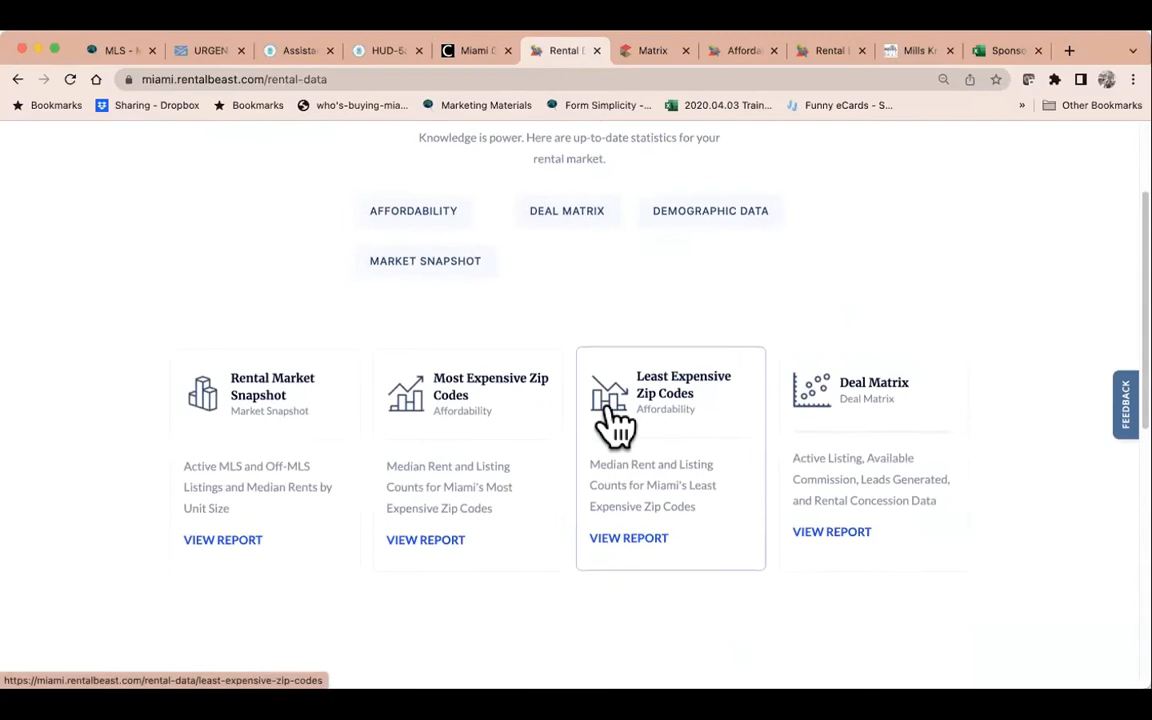 MLS - M
URGEN
Assista
HUD-52
Miami C
Rental B
Matrix
Afforda
Rental L
Mills Kr
Sponso
miami.rentalbeast.com/rental-data
Bookmarks
Sharing - Dropbox
Bookmarks
who's-buying-mia...
Marketing Materials
Form Simplicity -...
2020.04.03 Train...
Funny eCards - S...
»
Other Bookmarks
Knowledge is power. Here are up-to-date statistics for your
rental market.
AFFORDABILITY
DEAL MATRIX
DEMOGRAPHIC DATA
MARKET SNAPSHOT
Rental Market
Snapshot
Market Snapshot
Active MLS and Off-MLS
Listings and Median Rents by
Unit Size
VIEW REPORT
Most Expensive Zip
Codes
Affordability
Median Rent and Listing
Counts for Miami's Most
Expensive Zip Codes
VIEW REPORT
Least Expensive
Zip Codes
Affordability
Median Rent and Listing
Counts for Miami's Least
Expensive Zip Codes
VIEW REPORT
Deal Matrix
Deal Matrix
Active Listing, Available
Commission, Leads Generated,
and Rental Concession Data
VIEW REPORT
FEEDBACK
https://miami.rentalbeast.com/rental-data/least-expensive-zip-codes